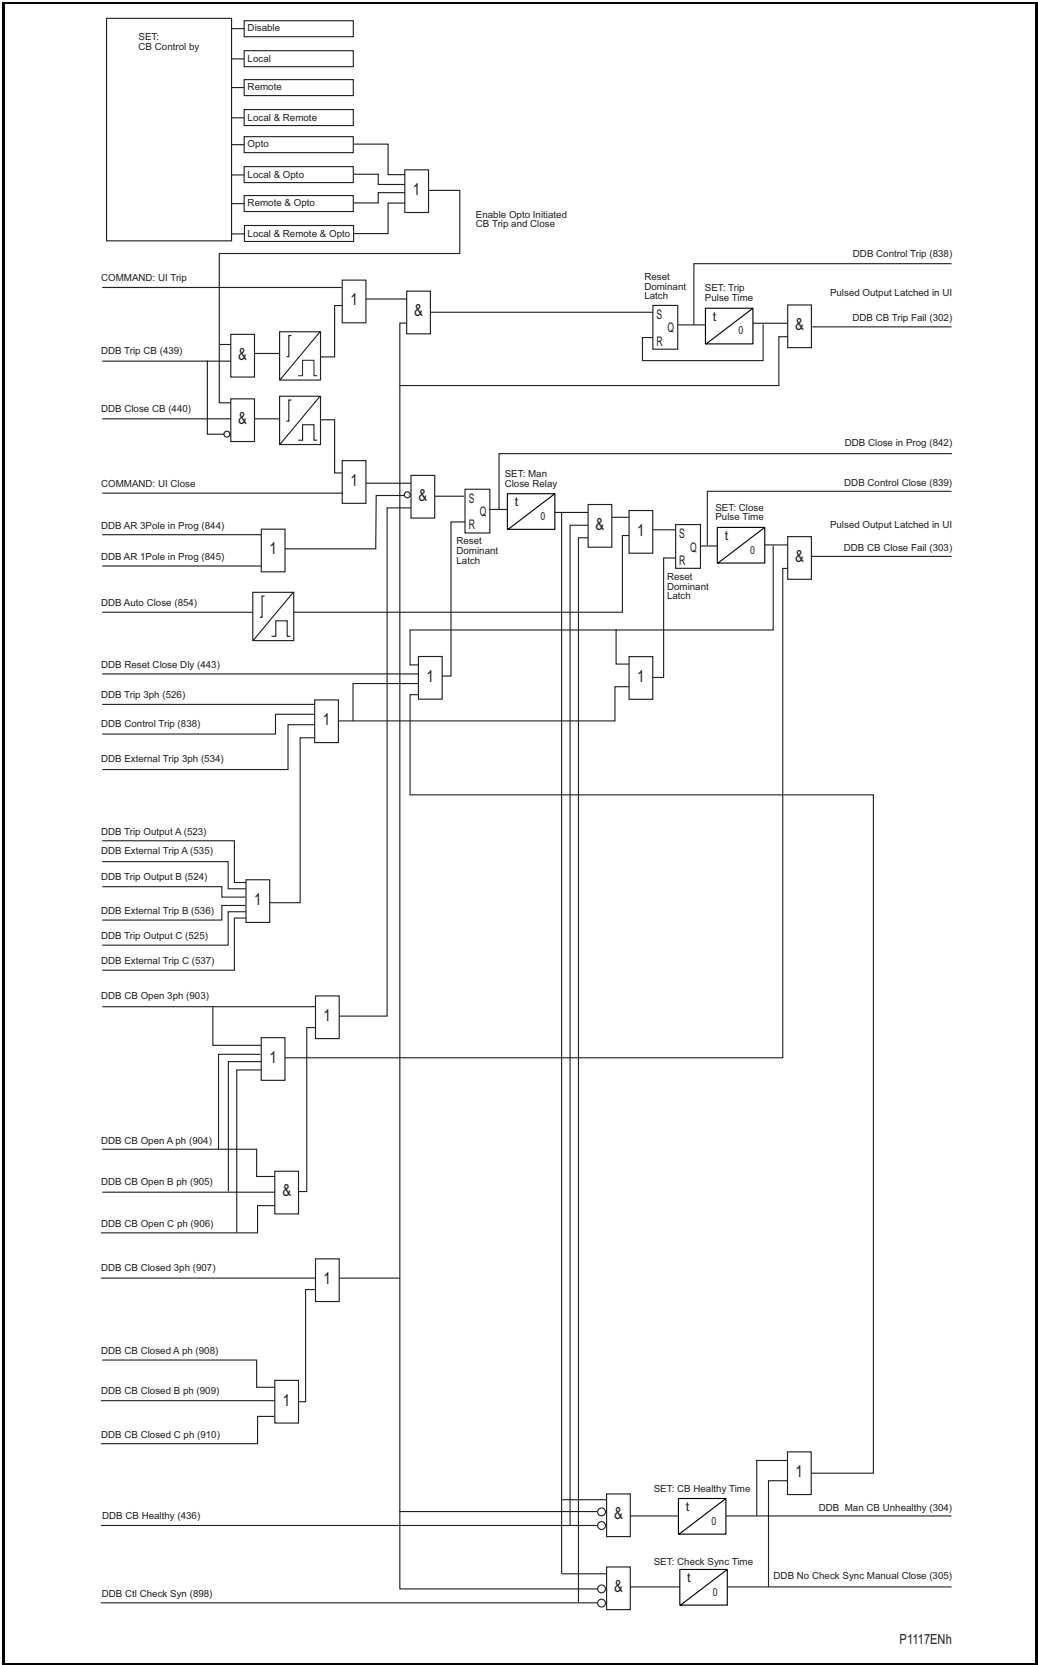 SET:
CB Control by
Disable
Local
Remote
Local & Remote
Opto
Local & Opto
Remote & Opto
Local & Remote & Opto
1
Enable Opto Initiated
CB Trip and Close
COMMAND: UI Trip
1
&
Reset
Dominant
Latch
S
Q
R
SET: Trip
Pulse Time
t
0
&
DDB Control Trip (838)
Pulsed Output Latched in UI
DDB CB Trip Fail (302)
DDB Trip CB (439)
&
DDB Close CB (440)
&
COMMAND: UI Close
1
&
S
Q
R
Reset
Dominant
Latch
SET: Man
Close Relay
t
0
&
1
S
Q
R
Reset
Dominant
Latch
SET: Close
Pulse Time
t
0
&
DDB Close in Prog (842)
DDB Control Close (839)
Pulsed Output Latched in UI
DDB CB Close Fail (303)
DDB AR 3Pole in Prog (844)
DDB AR 1Pole in Prog (845)
1
DDB Auto Close (854)
DDB Reset Close Dly (443)
1
1
DDB Trip 3ph (526)
DDB Control Trip (838)
DDB External Trip 3ph (534)
1
DDB Trip Output A (523)
DDB External Trip A (535)
DDB Trip Output B (524)
DDB External Trip B (536)
DDB Trip Output C (525)
DDB External Trip C (537)
1
DDB CB Open 3ph (903)
1
1
DDB CB Open A ph (904)
DDB CB Open B ph (905)
DDB CB Open C ph (906)
&
DDB CB Closed 3ph (907)
1
DDB CB Closed A ph (908)
DDB CB Closed B ph (909)
DDB CB Closed C ph (910)
1
DDB CB Healthy (436)
&
SET: CB Healthy Time
t
0
1
DDB Man CB Unhealthy (304)
DDB Ctl Check Syn (898)
&
SET: Check Sync Time
t
0
DDB No Check Sync Manual Close (305)
P1117ENh